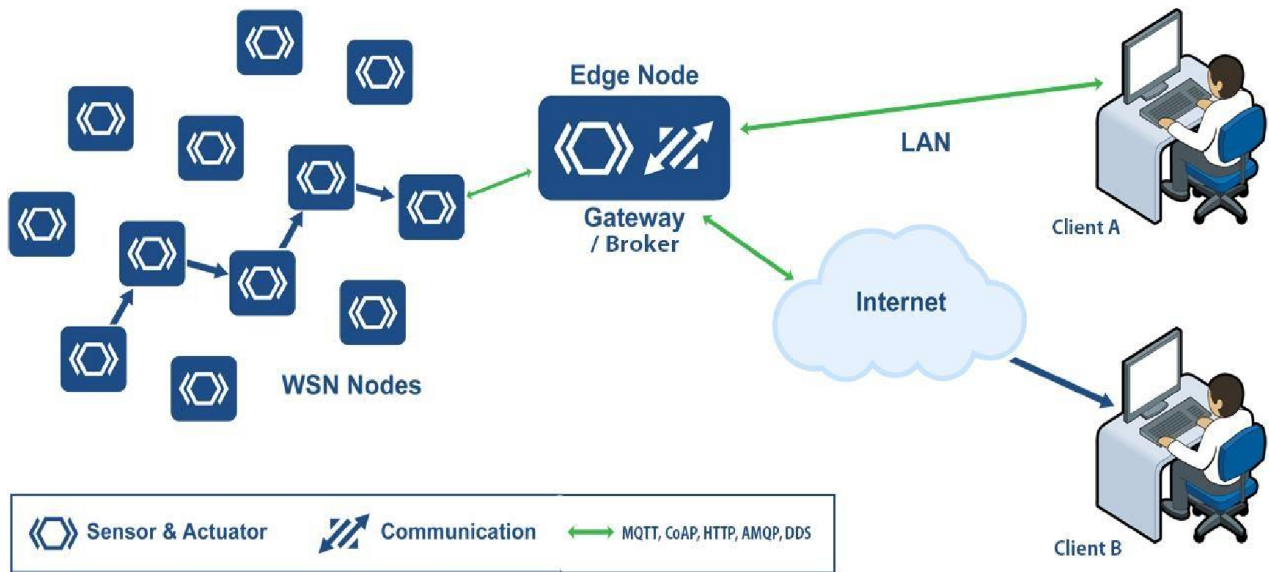 Edge Node
Gateway
/ Broker
LAN
Client A
Internet
WSN Nodes
Client B
Sensor & Actuator
Communication
MQTT, CoAP, HTTP, AMQP, DDS